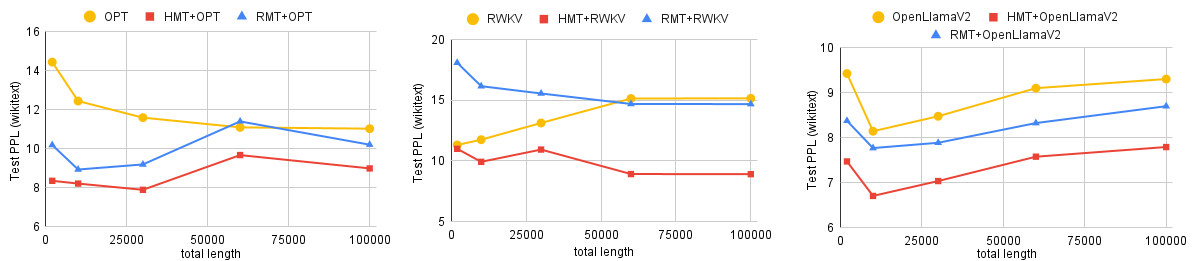 OPT HMT+OPT RMT+OPT
16
14
12
10
8
6
Test PPL (wikitext)
0 25000 50000 75000 100000
total length
RWKV HMT+RWKV RMT+RWKV
20
15
10
5
Test PPL (wikitext)
0 25000 50000 75000 100000
total length
OpenLlamaV2 HMT+OpenLlamaV2
RMT+OpenLlamaV2
10
9
8
7
6
Test PPL (wikitext)
0 25000 50000 75000 100000
total length